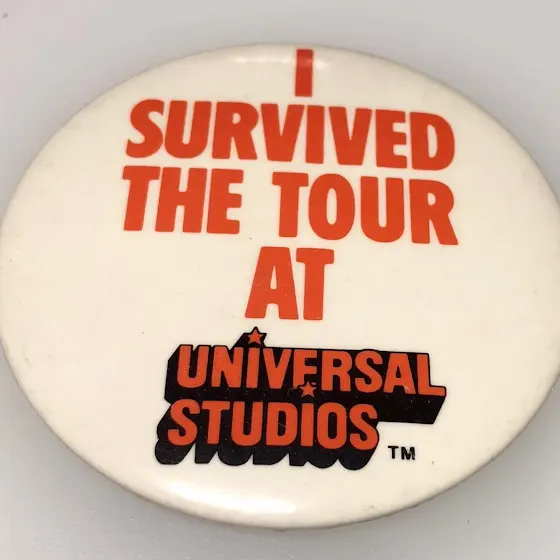 I
SURVIVED
THE TOUR
AT
UNIVERSAL
STUDIOS
TM